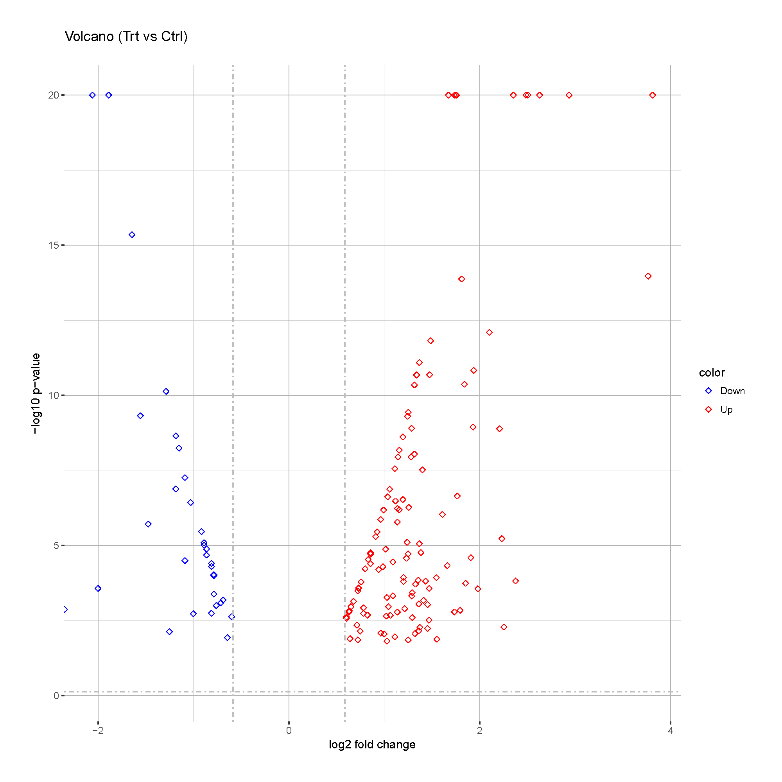 Volcano (Trt vs Ctrl)
20
15
10
5
0
−log10 p−value
−2
0
2
4
log2 fold change
color
Down
Up